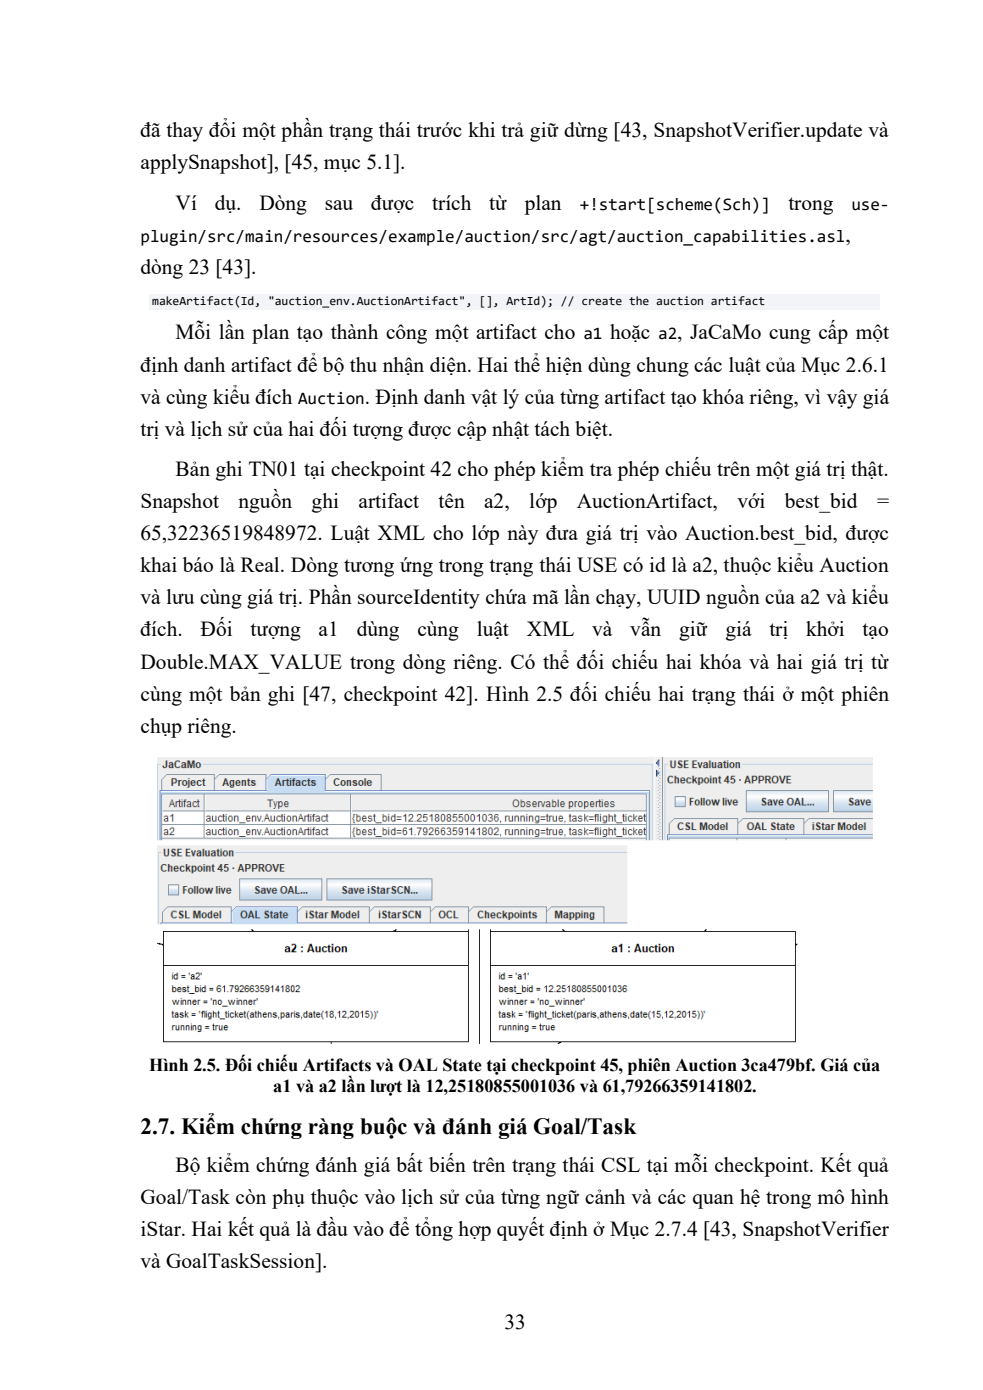 đã thay đổi một phần trạng thái trước khi trả giữ dừng [43, SnapshotVerifier.update và
applySnapshot], [45, mục 5.1].
Ví dụ. Dòng sau được trích từ plan +!start[scheme(Sch)] trong use-
plugin/src/main/resources/example/auction/src/agt/auction_capabilities.asl,
dòng 23 [43].
makeArtifact(Id, "auction_env.AuctionArtifact", [], ArtId); // create the auction artifact
Mỗi lần plan tạo thành công một artifact cho a1 hoặc a2, JaCaMo cung cấp một
định danh artifact để bộ thu nhận diện. Hai thể hiện dùng chung các luật của Mục 2.6.1
và cùng kiểu đích Auction. Định danh vật lý của từng artifact tạo khóa riêng, vì vậy giá
trị và lịch sử của hai đối tượng được cập nhật tách biệt.
Bản ghi TN01 tại checkpoint 42 cho phép kiểm tra phép chiếu trên một giá trị thật.
Snapshot nguồn ghi artifact tên a2, lớp AuctionArtifact, với best_bid =
65,32236519848972. Luật XML cho lớp này đưa giá trị vào Auction.best_bid, được
khai báo là Real. Dòng tương ứng trong trạng thái USE có id là a2, thuộc kiểu Auction
và lưu cùng giá trị. Phần sourceIdentity chứa mã lần chạy, UUID nguồn của a2 và kiểu
đích. Đối tượng a1 dùng cùng luật XML và vẫn giữ giá trị khởi tạo
Double.MAX_VALUE trong dòng riêng. Có thể đối chiếu hai khóa và hai giá trị từ
cùng một bản ghi [47, checkpoint 42]. Hình 2.5 đối chiếu hai trạng thái ở một phiên
chụp riêng.
JaCaMo
Project Agents Artifacts Console
Artifact Type Observable properties
a1 auction_env.AuctionArtifact {best_bid=12.25180855001036, running=true, task=flight_ticket
a2 auction_env.AuctionArtifact {best_bid=61.79266359141802, running=true, task=flight_ticket
USE Evaluation
Checkpoint 45 · APPROVE
Follow live Save OAL... Save
CSL Model OAL State iStar Model
USE Evaluation
Checkpoint 45 · APPROVE
Follow live Save OAL... Save iStarSCN...
CSL Model OAL State iStar Model iStarSCN OCL Checkpoints Mapping
a2 : Auction
id = 'a2'
best_bid = 61.79266359141802
winner = 'no_winner'
task = 'flight_ticket(athens,paris,date(18,12,2015))'
running = true
a1 : Auction
id = 'a1'
best_bid = 12.25180855001036
winner = 'no_winner'
task = 'flight_ticket(paris,athens,date(15,12,2015))'
running = true
Hình 2.5. Đối chiếu Artifacts và OAL State tại checkpoint 45, phiên Auction 3ca479bf. Giá của
a1 và a2 lần lượt là 12,25180855001036 và 61,79266359141802.
2.7. Kiểm chứng ràng buộc và đánh giá Goal/Task
Bộ kiểm chứng đánh giá bất biến trên trạng thái CSL tại mỗi checkpoint. Kết quả
Goal/Task còn phụ thuộc vào lịch sử của từng ngữ cảnh và các quan hệ trong mô hình
iStar. Hai kết quả là đầu vào để tổng hợp quyết định ở Mục 2.7.4 [43, SnapshotVerifier
và GoalTaskSession].
33